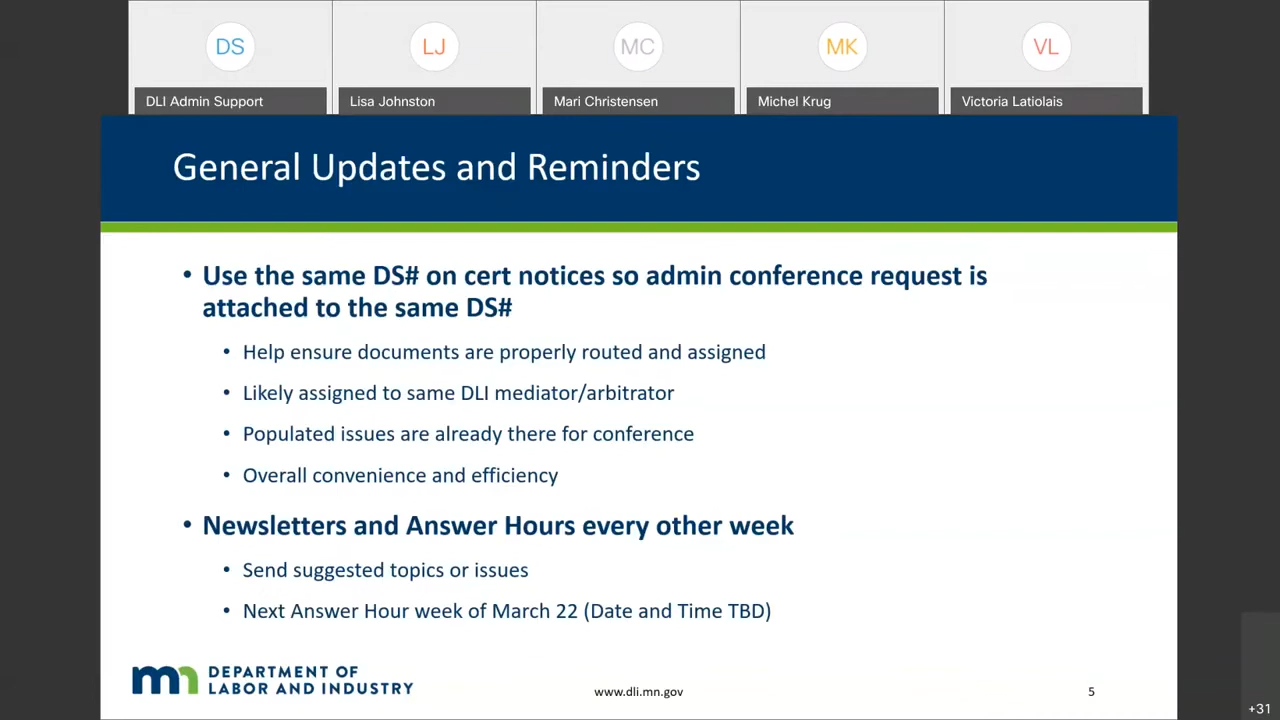 DS LJ MC MK VL
DLI Admin Support Lisa Johnston Mari Christensen Michel Krug Victoria Latiolais
General Updates and Reminders
• Use the same DS# on cert notices so admin conference request is
attached to the same DS#
• Help ensure documents are properly routed and assigned
• Likely assigned to same DLI mediator/arbitrator
• Populated issues are already there for conference
• Overall convenience and efficiency
• Newsletters and Answer Hours every other week
• Send suggested topics or issues
• Next Answer Hour week of March 22 (Date and Time TBD)
mn DEPARTMENT OF
LABOR AND INDUSTRY
www.dli.mn.gov
5
+31